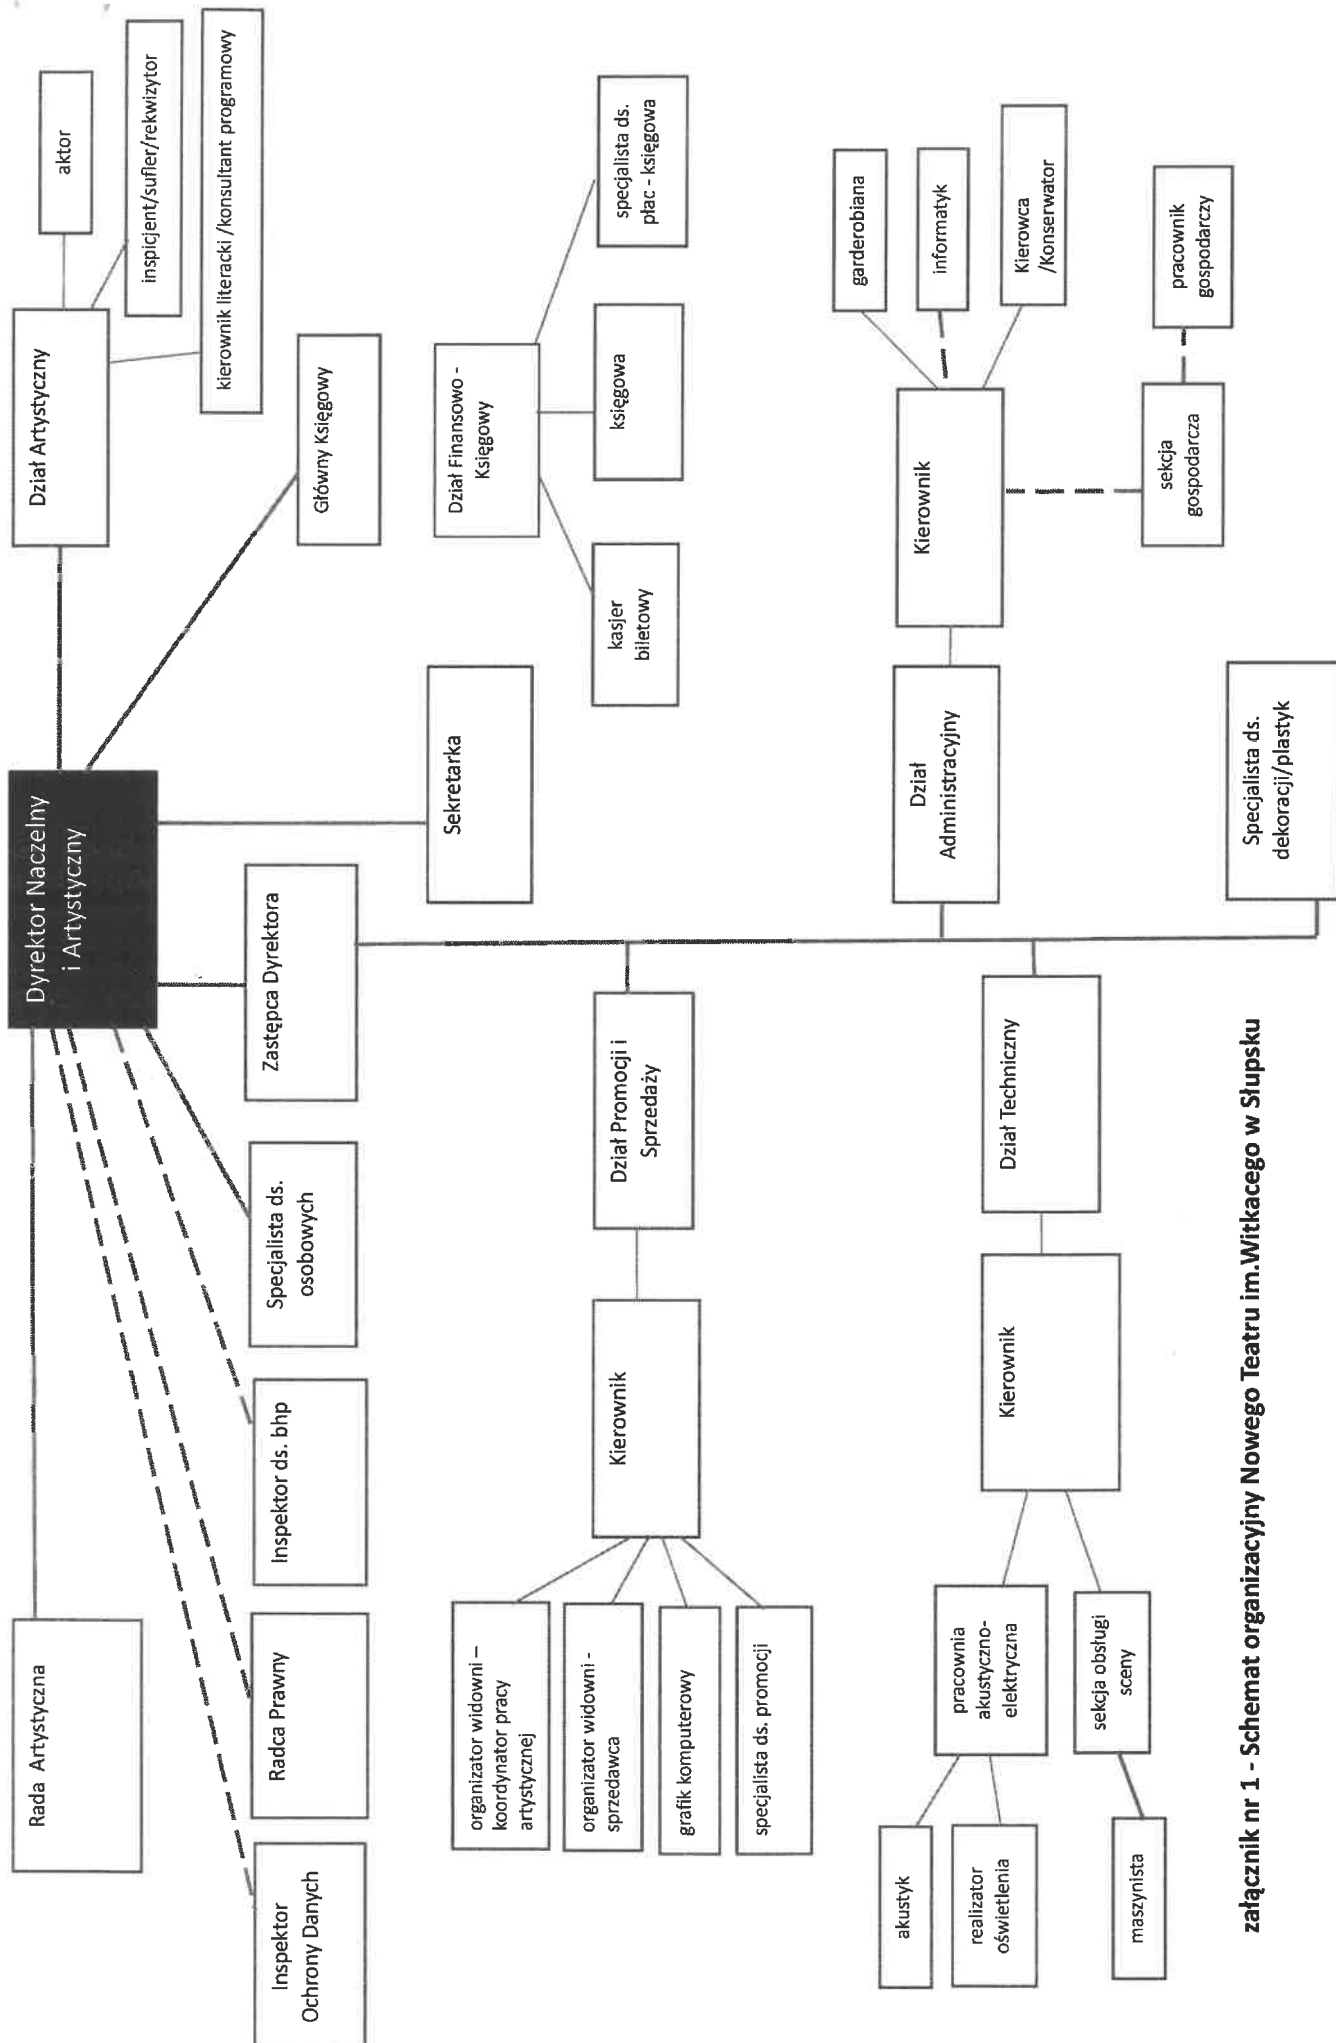 Dyrektor Naczelny
i Artystyczny
Rada Artystyczna
Dział Artystyczny
aktor
inspicjent/sufler/rekwizytor
kierownik literacki /konsultant programowy
Inspektor
Ochrony Danych
Radca Prawny
Inspektor ds. bhp
Specjalista ds.
osobowych
Zastępca Dyrektora
Sekretarka
Główny Księgowy
Dział Finansowo -
Księgowy
kasjer
biletowy
księgowa
specjalista ds.
płac - księgowa
organizator widowni –
koordynator pracy
artystycznej
organizator widowni -
sprzedawca
grafik komputerowy
specjalista ds. promocji
Kierownik
Dział Promocji i
Sprzedaży
Dział
Administracyjny
Kierownik
garderobiana
informatyk
Kierowca
/Konserwator
sekcja
gospodarcza
pracownik
gospodarczy
akustyk
realizator
oświetlenia
maszynista
pracownia
akustyczno-
elektryczna
sekcja obsługi
sceny
Kierownik
Dział Techniczny
Specjalista ds.
dekoracji/plastyk
załącznik nr 1 - Schemat organizacyjny Nowego Teatru im.Witkacego w Słupsku